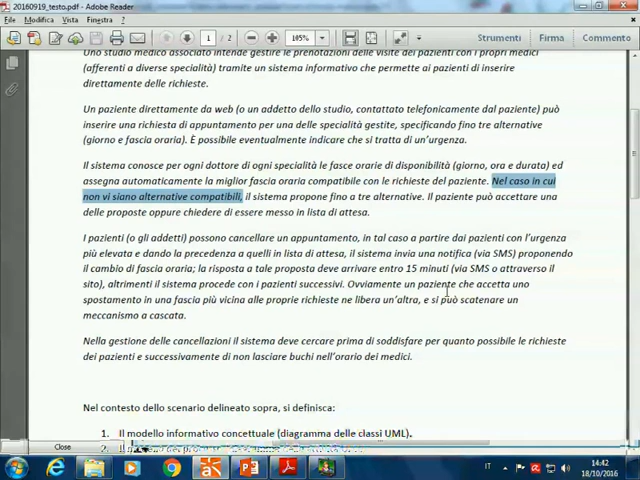 20160919_testo.pdf - Adobe Reader
File Modifica Vista Finestra ?
1 / 2 105% Strumenti Firma Commento
Uno studio medico associato intende gestire le prenotazioni delle visite dei pazienti con i propri medici
(afferenti a diverse specialità) tramite un sistema informativo che permette ai pazienti di inserire
direttamente delle richieste.
Un paziente direttamente da web (o un addetto dello studio, contattato telefonicamente dal paziente) può
inserire una richiesta di appuntamento per una delle specialità gestite, specificando fino tre alternative
(giorno e fascia oraria). È possibile eventualmente indicare che si tratta di un'urgenza.
Il sistema conosce per ogni dottore di ogni specialità le fasce orarie di disponibilità (giorno, ora e durata) ed
assegna automaticamente la miglior fascia oraria compatibile con le richieste del paziente. Nel caso in cui
non vi siano alternative compatibili, il sistema propone fino a tre alternative. Il paziente può accettare una
delle proposte oppure chiedere di essere messo in lista di attesa.
I pazienti (o gli addetti) possono cancellare un appuntamento, in tal caso a partire dai pazienti con l'urgenza
più elevata e dando la precedenza a quelli in lista di attesa, il sistema invia una notifica (via SMS) proponendo
il cambio di fascia oraria; la risposta a tale proposta deve arrivare entro 15 minuti (via SMS o attraverso il
sito), altrimenti il sistema procede con i pazienti successivi. Ovviamente un paziente che accetta uno
spostamento in una fascia più vicina alle proprie richieste ne libera un'altra, e si può scatenare un
meccanismo a cascata.
Nella gestione delle cancellazioni il sistema deve cercare prima di soddisfare per quanto possibile le richieste
dei pazienti e successivamente di non lasciare buchi nell'orario dei medici.
Nel contesto dello scenario delineato sopra, si definisca:
1. Il modello informativo concettuale (diagramma delle classi UML).
2.
Close
IT 14:42
18/10/2016